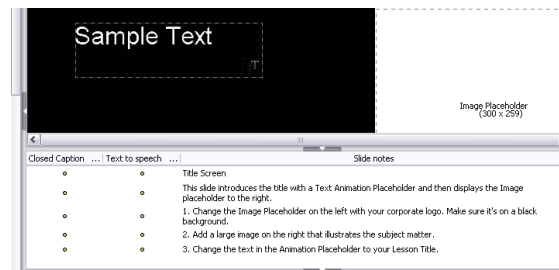 Sample Text
T
Image Placeholder
(300 x 259)
Closed Caption ... Text to speech ... Slide notes
Title Screen
This slide introduces the title with a Text Animation Placeholder and then displays the Image
placeholder to the right.
1. Change the Image Placeholder on the left with your corporate logo. Make sure it's on a black
background.
2. Add a large image on the right that illustrates the subject matter.
3. Change the text in the Animation Placeholder to your Lesson Title.